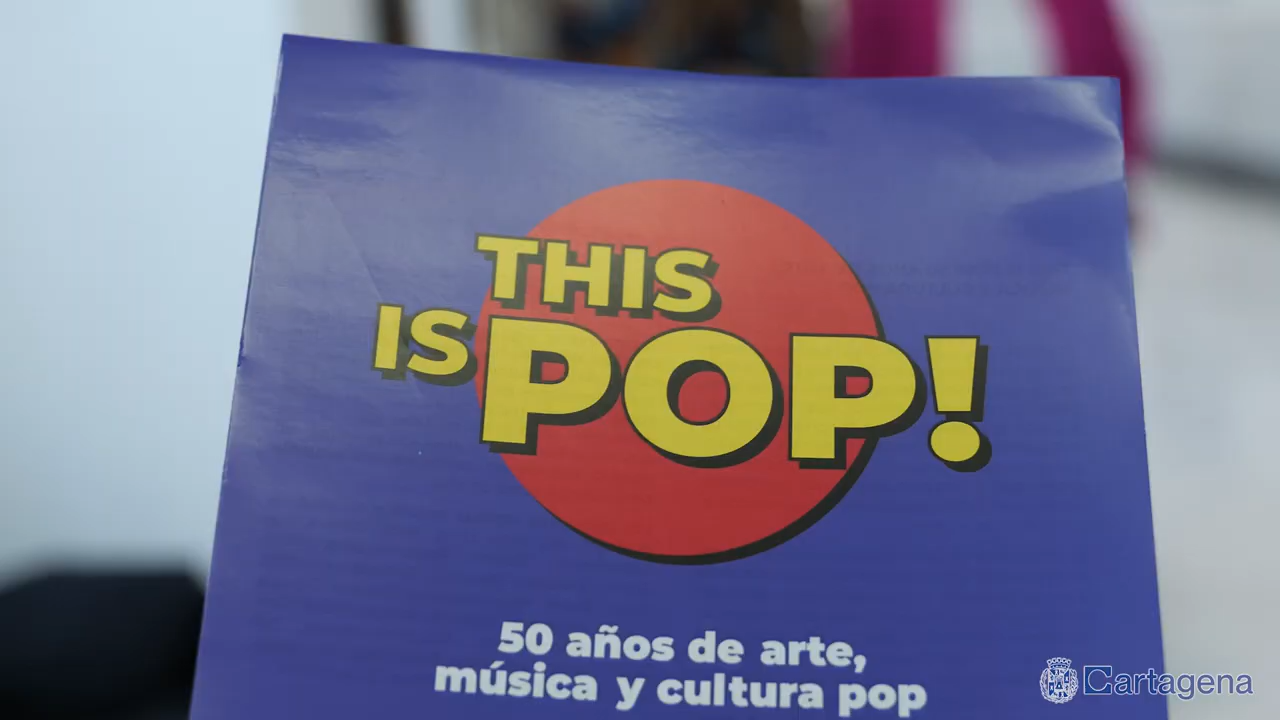 THIS
IS POP!
50 años de arte,
música y cultura pop
Cartagena